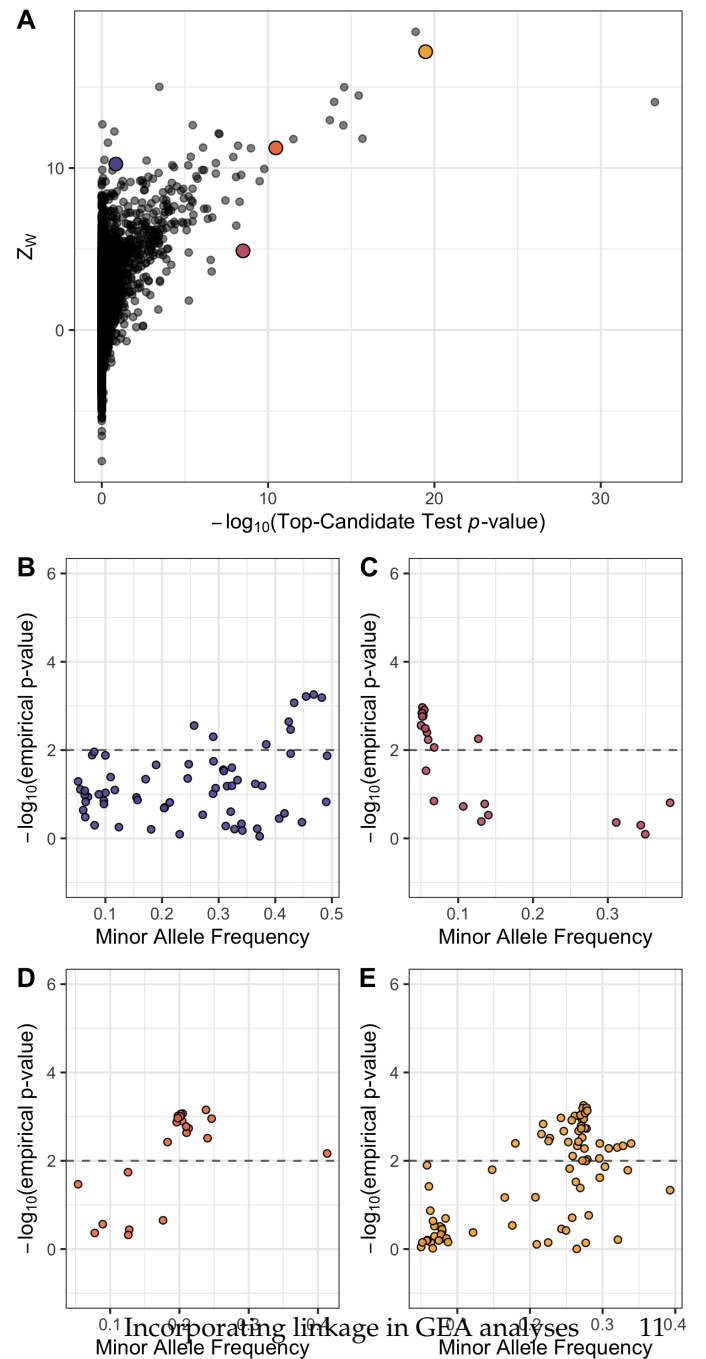 A
Z_W
10
0
0 10 20 30
−log₁₀(Top-Candidate Test p-value)
B
−log₁₀(empirical p-value)
6
4
2
0
0.1 0.2 0.3 0.4 0.5
Minor Allele Frequency
C
−log₁₀(empirical p-value)
6
4
2
0
0.1 0.2 0.3
Minor Allele Frequency
D
−log₁₀(empirical p-value)
6
4
2
0
0.1 0.2 0.3 0.4
Minor Allele Frequency
E
−log₁₀(empirical p-value)
6
4
2
0
0.1 0.2 0.3 0.4
Minor Allele Frequency
Incorporating linkage in GEA analyses 11